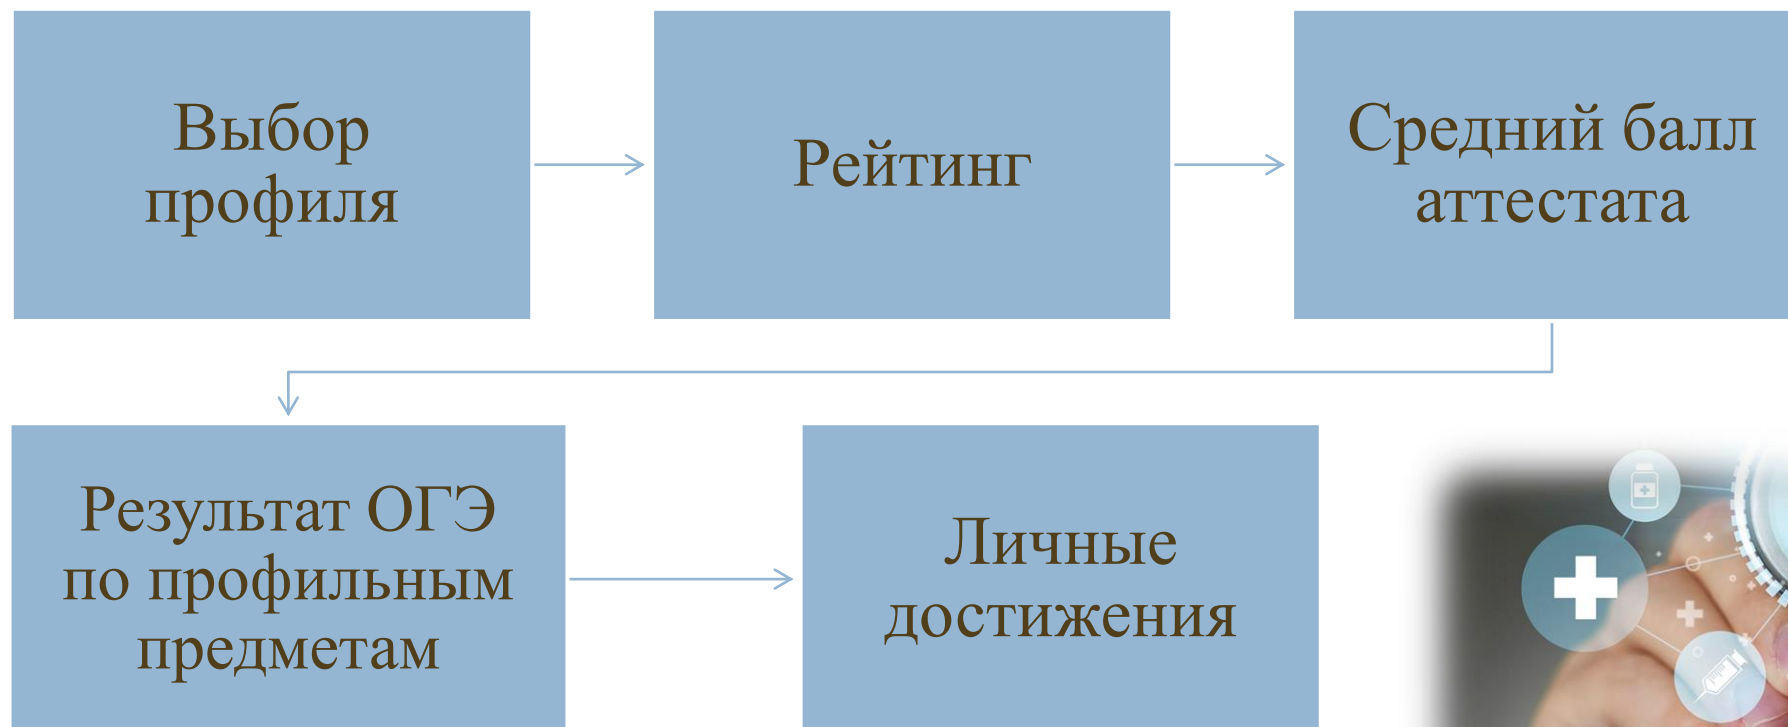 Выбор
профиля
Рейтинг
Средний балл
аттестата
Результат ОГЭ
по профильным
предметам
Личные
достижения